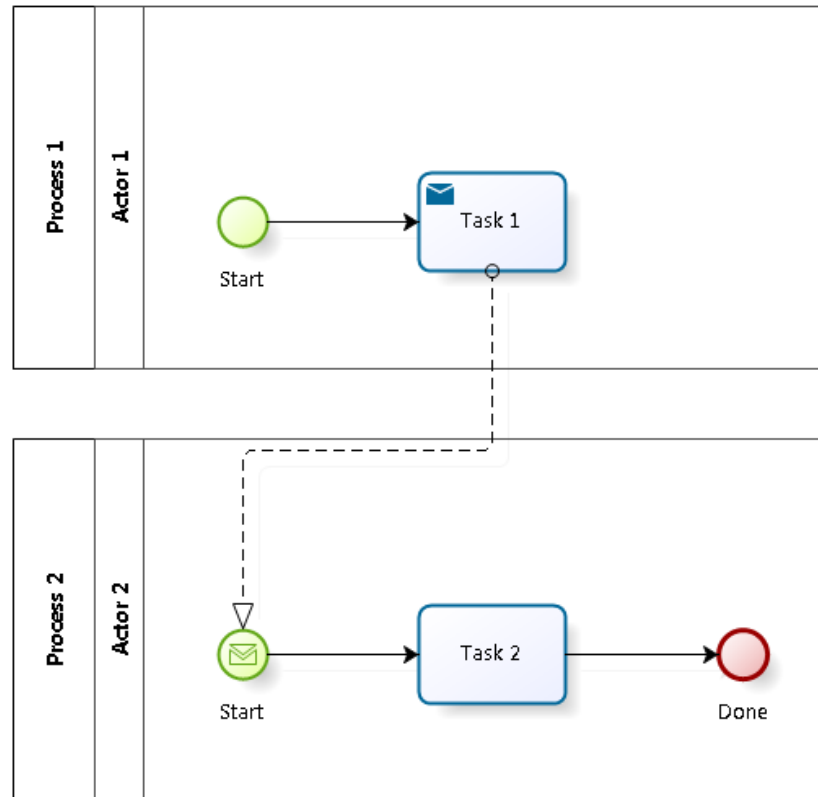 Process 1
Actor 1
Task 1
Start
Process 2
Actor 2
Task 2
Start
Done